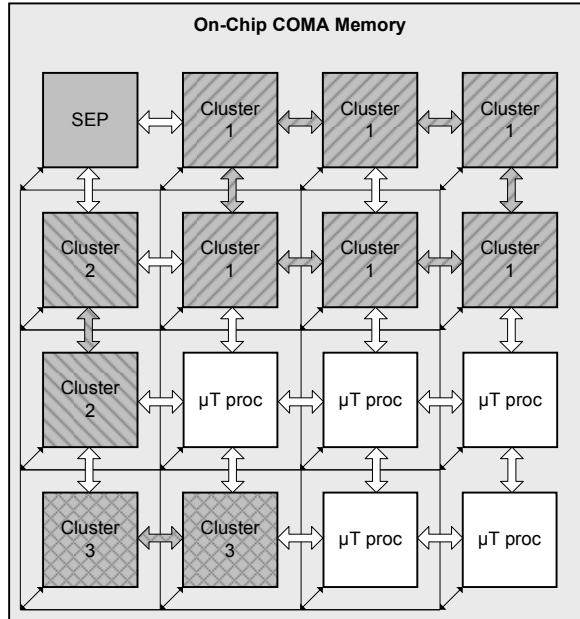 On-Chip COMA Memory
SEP
Cluster
1
Cluster
1
Cluster
1
Cluster
2
Cluster
1
Cluster
1
Cluster
1
Cluster
2
µT proc
µT proc
µT proc
Cluster
3
Cluster
3
µT proc
µT proc